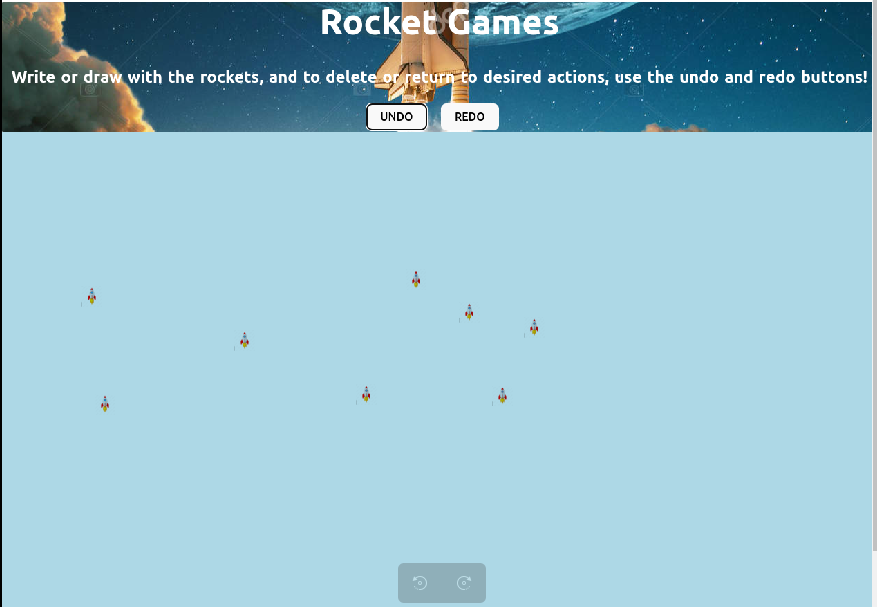 Rocket Games
Write or draw with the rockets, and to delete or return to desired actions, use the undo and redo buttons!
UNDO
REDO